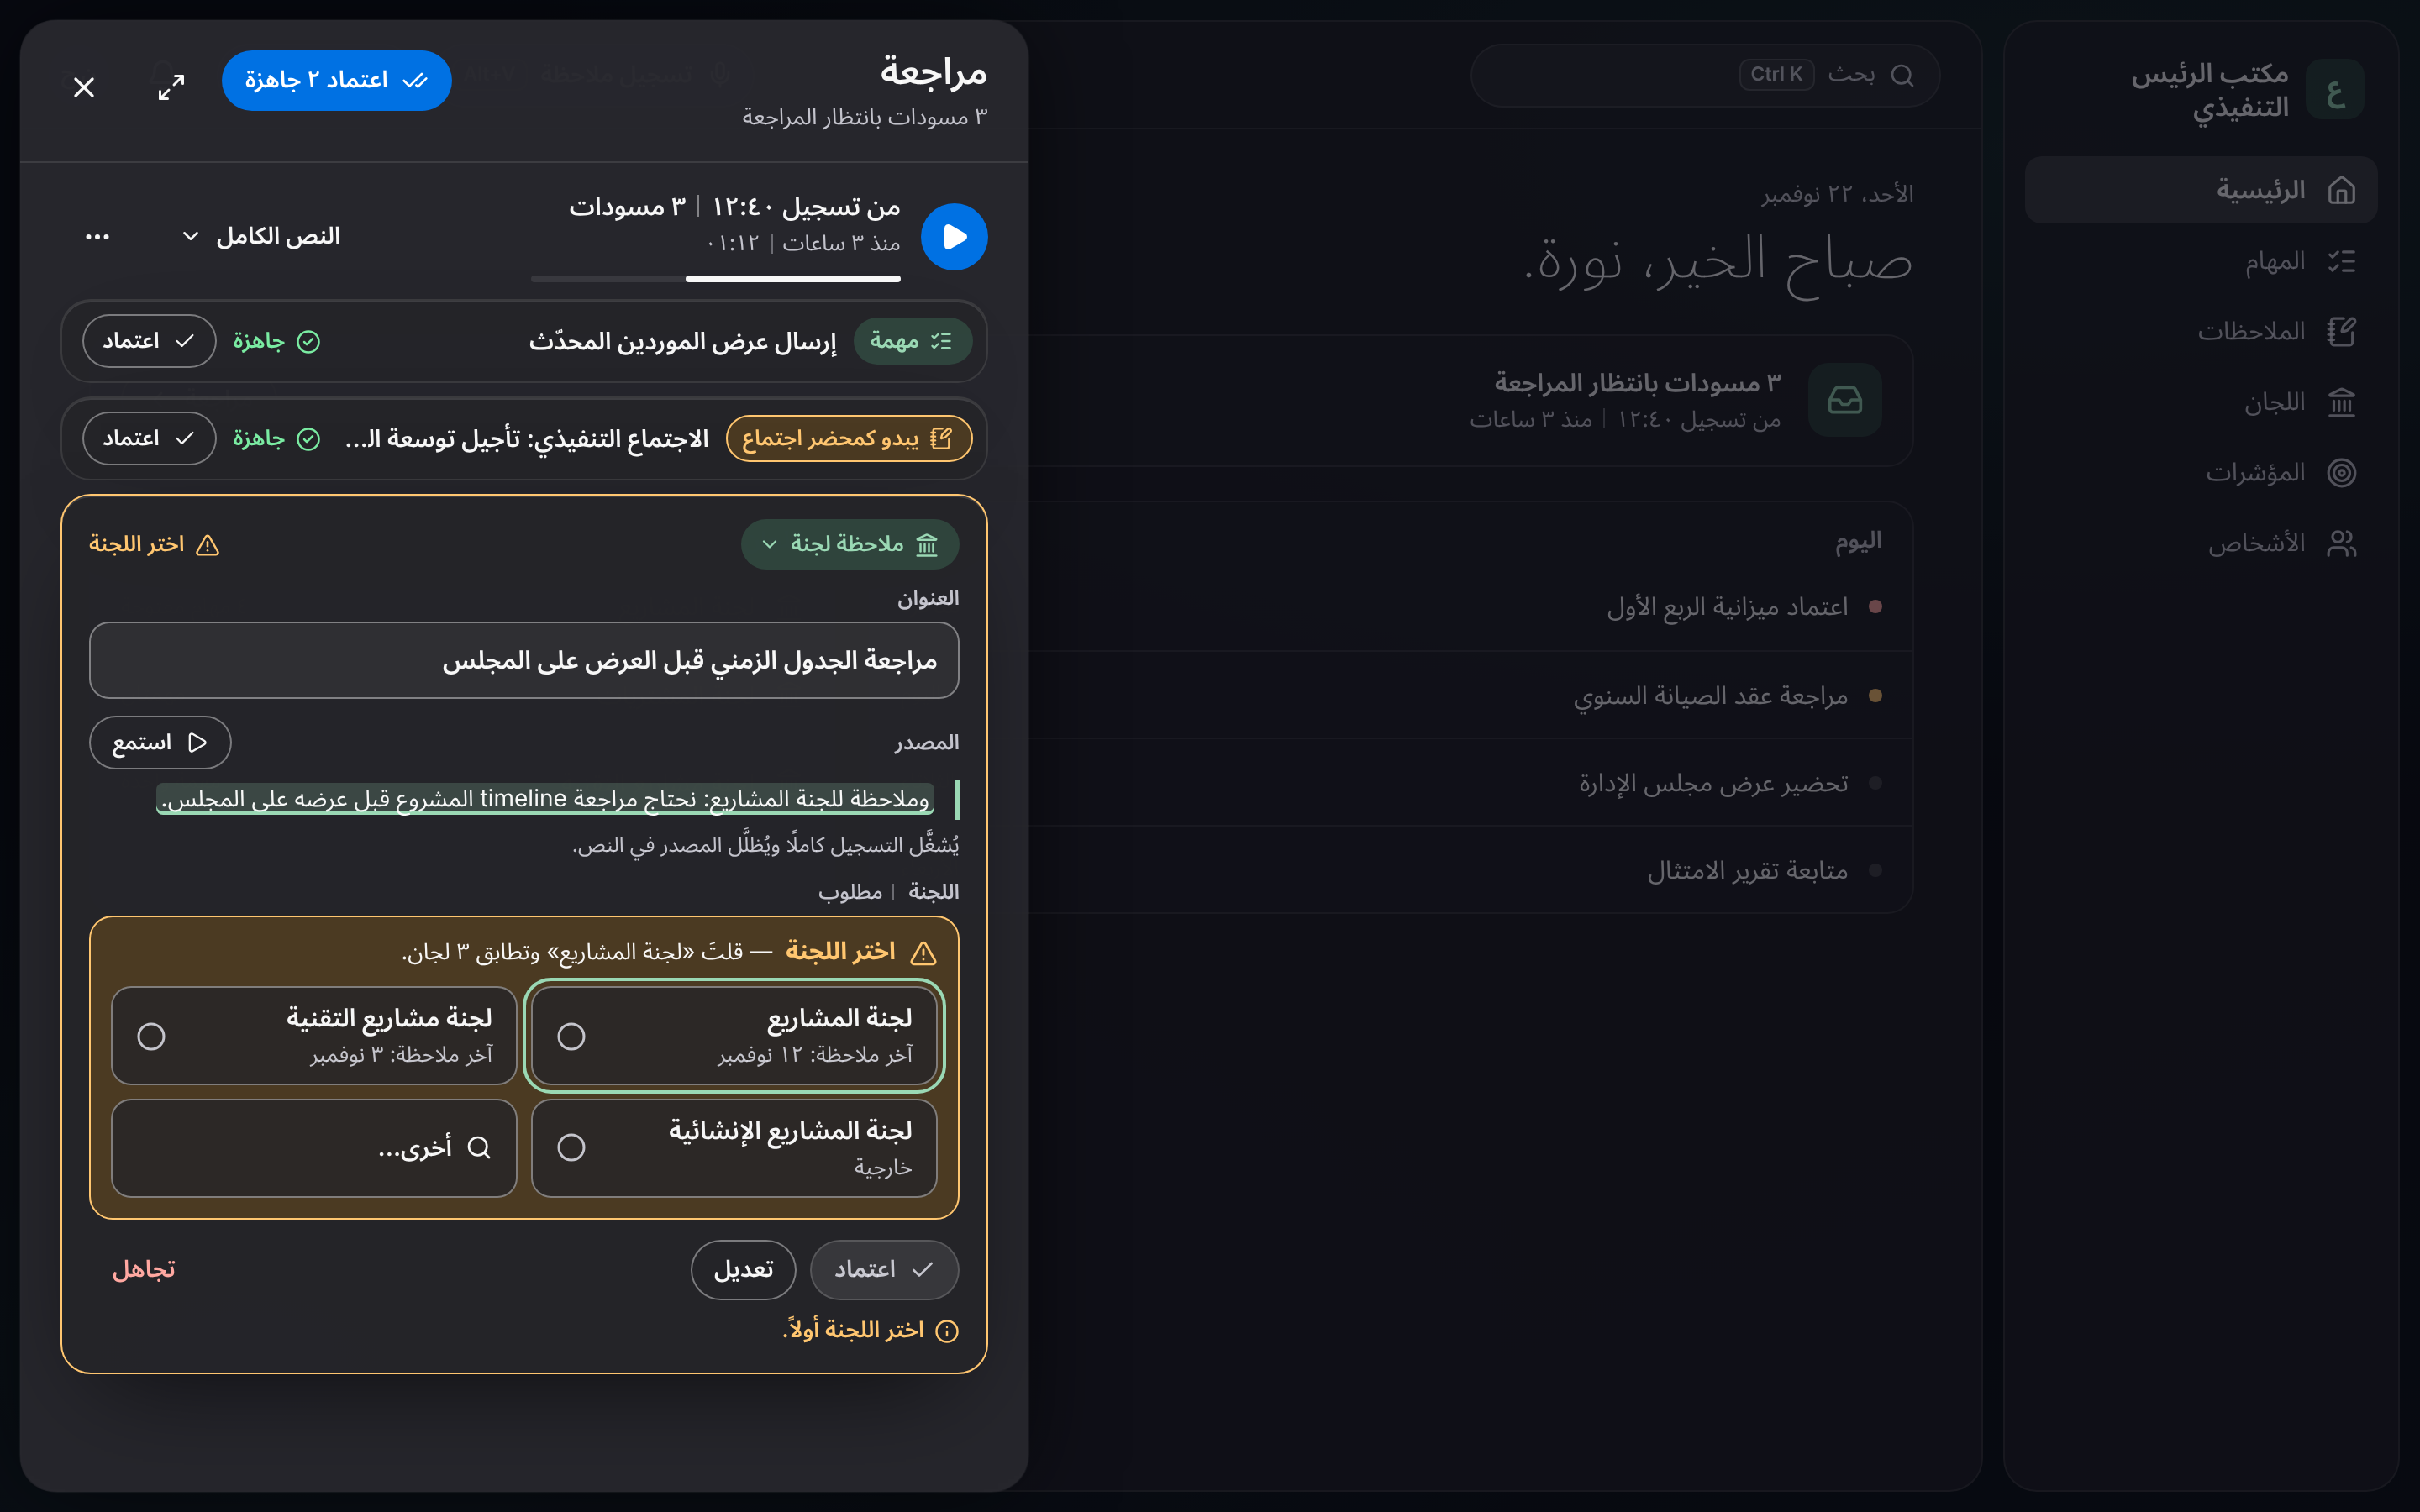 ع
مكتب الرئيس
التنفيذي
الرئيسية
المهام
الملاحظات
اللجان
المؤشرات
الأشخاص
بحث
Ctrl K
الأحد، ٢٢ نوفمبر
صباح الخير، نورة.
٣ مسودات بانتظار المراجعة
من تسجيل ١٢:٤٠ | منذ ٣ ساعات
اليوم
اعتماد ميزانية الربع الأول
مراجعة عقد الصيانة السنوي
تحضير عرض مجلس الإدارة
متابعة تقرير الامتثال
تسجيل ملاحظة
مراجعة
٣ مسودات بانتظار المراجعة
اعتماد ٢ جاهزة
من تسجيل ١٢:٤٠ | ٣ مسودات
منذ ٣ ساعات | ٠١:١٢
النص الكامل
مهمة
إرسال عرض الموردين المحدّث
جاهزة
اعتماد
يبدو كمحضر اجتماع
الاجتماع التنفيذي: تأجيل توسعة ال...
جاهزة
اعتماد
ملاحظة لجنة
اختر اللجنة
العنوان
مراجعة الجدول الزمني قبل العرض على المجلس
المصدر
استمع
وملاحظة للجنة المشاريع: نحتاج مراجعة timeline المشروع قبل عرضه على المجلس.
يُشغَّل التسجيل كاملًا ويُظلَّل المصدر في النص.
اللجنة | مطلوب
اختر اللجنة — قلتَ «لجنة المشاريع» وتطابق ٣ لجان.
لجنة المشاريع
آخر ملاحظة: ١٢ نوفمبر
لجنة مشاريع التقنية
آخر ملاحظة: ٣ نوفمبر
لجنة المشاريع الإنشائية
خارجية
أخرى...
اعتماد
تعديل
تجاهل
اختر اللجنة أولاً.